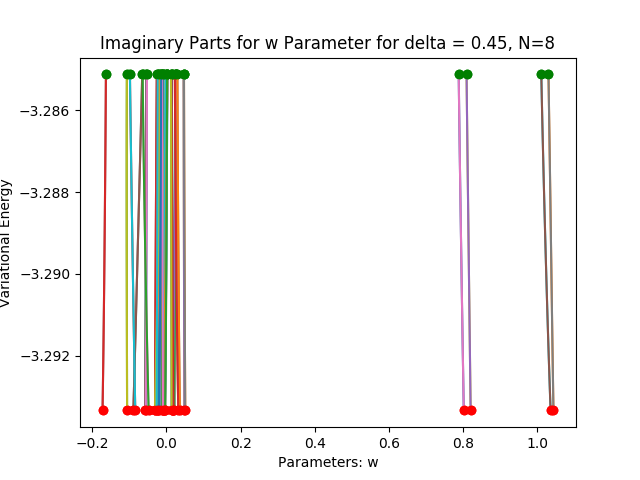 Imaginary Parts for w Parameter for delta = 0.45, N=8
Variational Energy
−3.286
−3.288
−3.290
−3.292
−0.2 0.0 0.2 0.4 0.6 0.8 1.0
Parameters: w